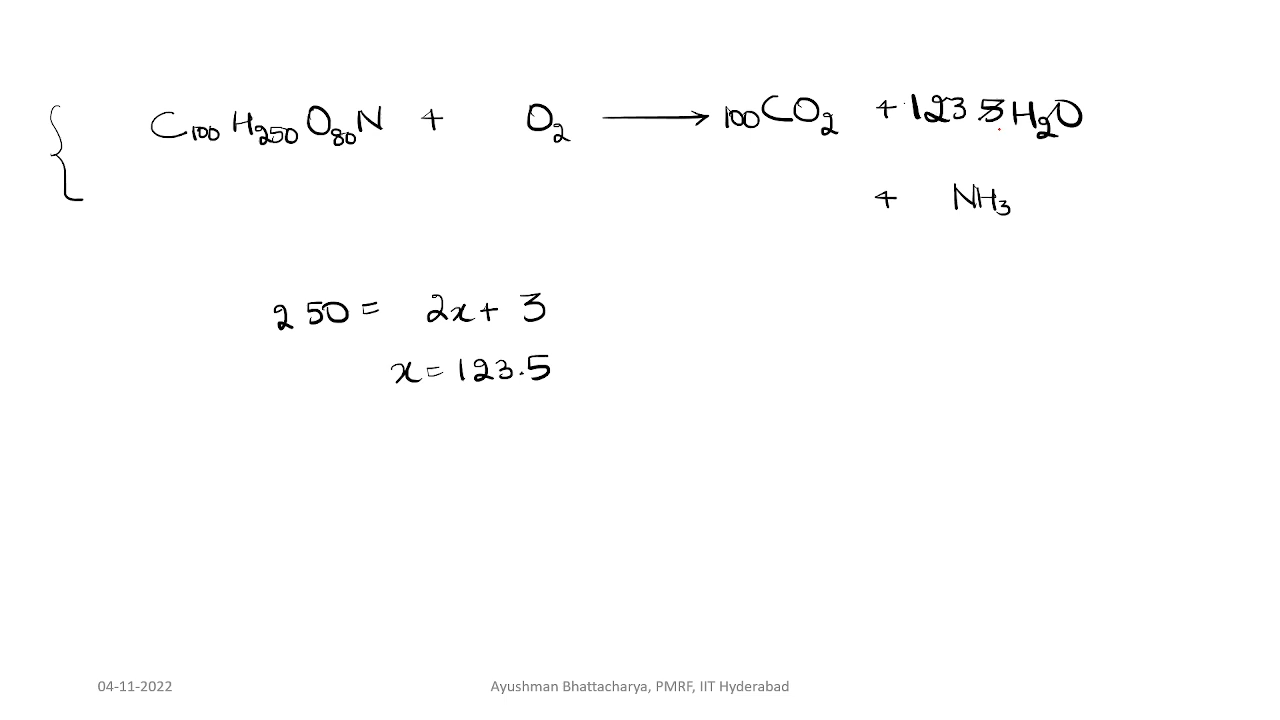 C₁₀₀H₂₅₀O₈₀N + O₂ ⟶ 100CO₂ + 123 5H₂O
+ NH₃
250 = 2x + 3
x = 123.5
04-11-2022 Ayushman Bhattacharya, PMRF, IIT Hyderabad